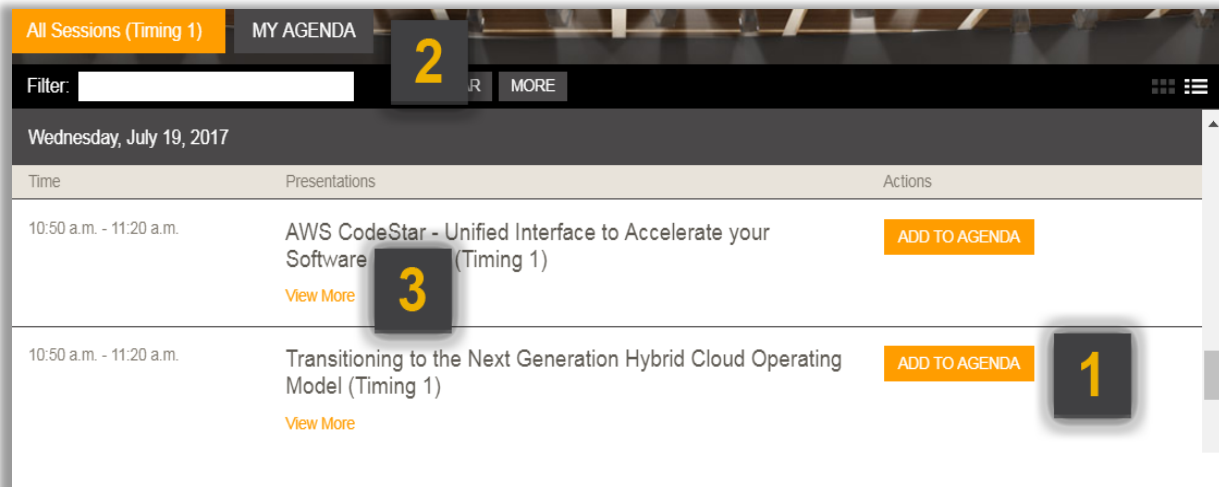 All Sessions (Timing 1) MY AGENDA
2
Filter: MORE
Wednesday, July 19, 2017
Time Presentations Actions
10:50 a.m. - 11:20 a.m. AWS CodeStar - Unified Interface to Accelerate your ADD TO AGENDA
Software (Timing 1)
View More 3
10:50 a.m. - 11:20 a.m. Transitioning to the Next Generation Hybrid Cloud Operating ADD TO AGENDA 1
Model (Timing 1)
View More